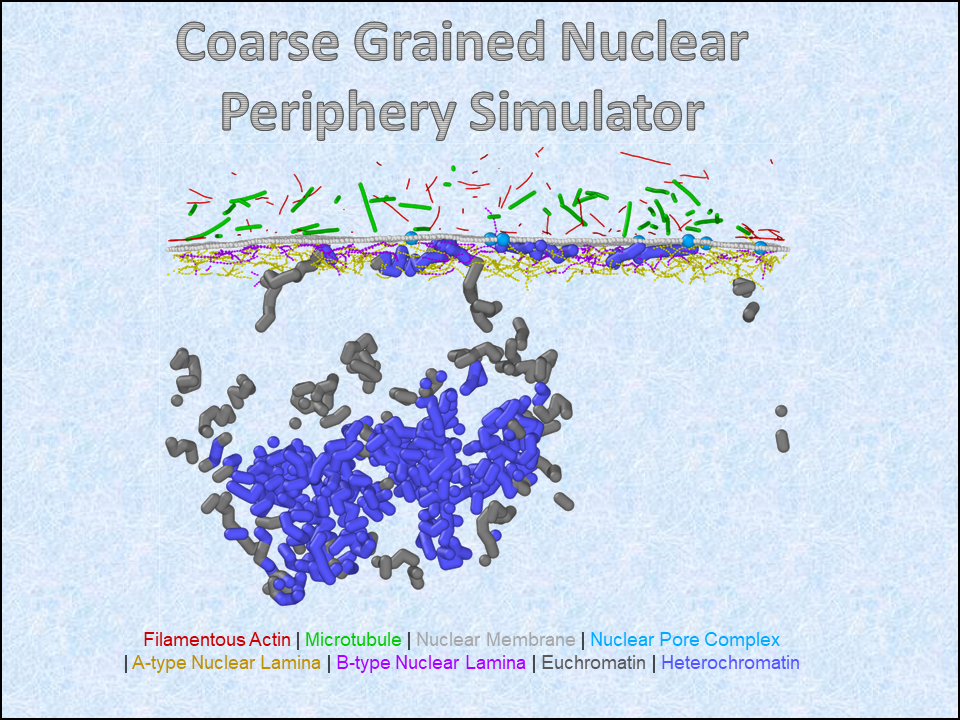 Coarse Grained Nuclear
Periphery Simulator
Filamentous Actin | Microtubule | Nuclear Membrane | Nuclear Pore Complex
| A-type Nuclear Lamina | B-type Nuclear Lamina | Euchromatin | Heterochromatin